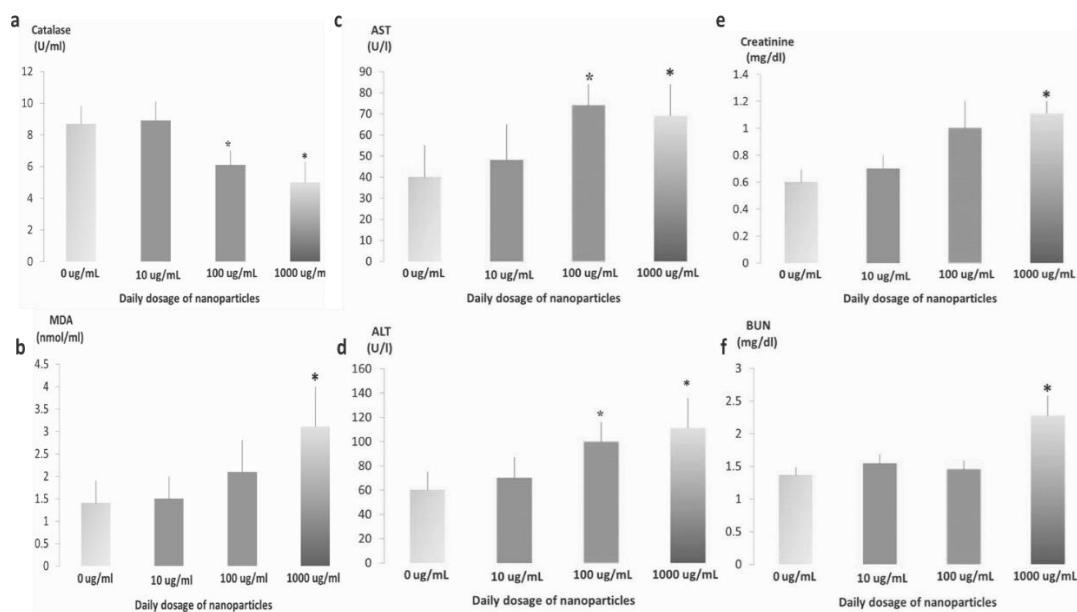 a
Catalase
(U/ml)
12
10
8
6
4
2
0
*
*
0 ug/mL 10 ug/mL 100 ug/mL 1000 ug/m
Daily dosage of nanoparticles
b
MDA
(nmol/ml)
4.5
4
3.5
3
2.5
2
1.5
1
0.5
0
*
0 ug/ml 10 ug/ml 100 ug/ml 1000 ug/ml
Daily dosage of nanoparticles
c
AST
(U/l)
90
80
70
60
50
40
30
20
10
0
*
*
0 ug/mL 10 ug/mL 100 ug/mL 1000 ug/mL
Daily dosage of nanoparticles
d
ALT
(U/l)
160
140
120
100
80
60
40
20
0
*
*
0 ug/mL 10 ug/mL 100 ug/mL 1000 ug/mL
Daily dosage of nanoparticles
e
Creatinine
(mg/dl)
1.4
1.2
1
0.8
0.6
0.4
0.2
0
*
0 ug/mL 10 ug/mL 100 ug/mL 1000 ug/mL
Daily dosage of nanoparticles
f
BUN
(mg/dl)
3
2.5
2
1.5
1
0.5
0
*
0 ug/mL 10 ug/mL 100 ug/mL 1000 ug/mL
Daily dosage of nanoparticles